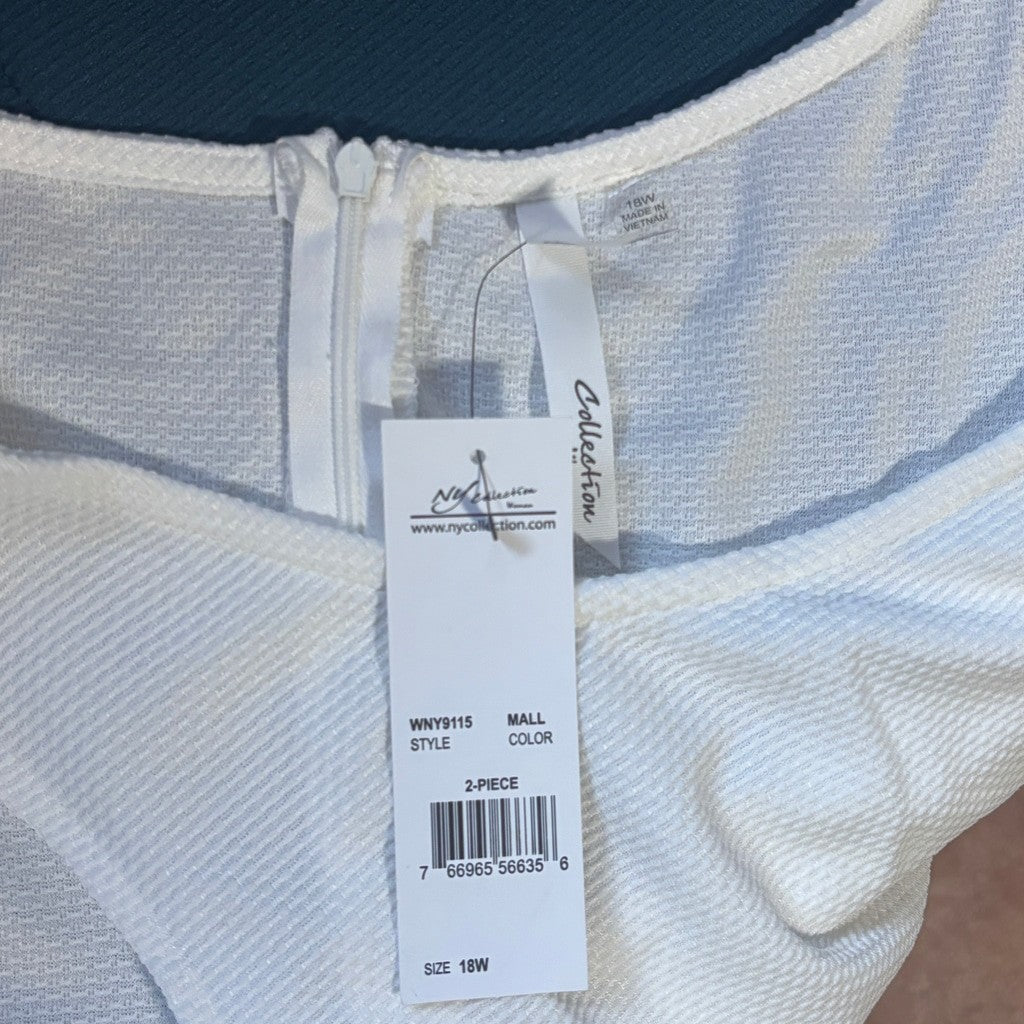 18W
MADE IN
VIETNAM
Collection
NY Collection
Woman
www.nycollection.com
WNY9115 MALL
STYLE COLOR
2-PIECE
7 66965 56635 6
SIZE 18W